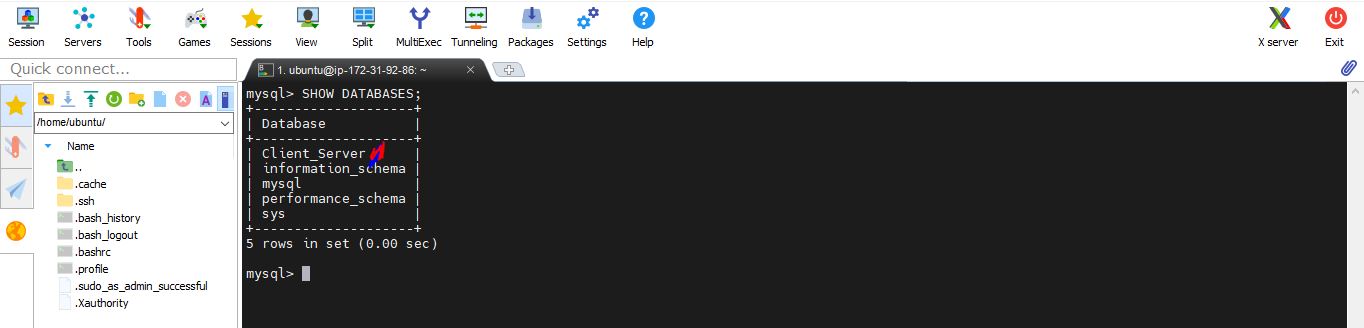 Session Servers Tools Games Sessions View Split MultiExec Tunneling Packages Settings Help X server Exit
Quick connect...
1. ubuntu@ip-172-31-92-86: ~
/home/ubuntu/
Name
..
.cache
.ssh
.bash_history
.bash_logout
.bashrc
.profile
.sudo_as_admin_successful
.Xauthority
mysql> SHOW DATABASES;
+--------------------+
| Database           |
+--------------------+
| Client_Server      |
| information_schema |
| mysql              |
| performance_schema |
| sys                |
+--------------------+
5 rows in set (0.00 sec)
mysql>